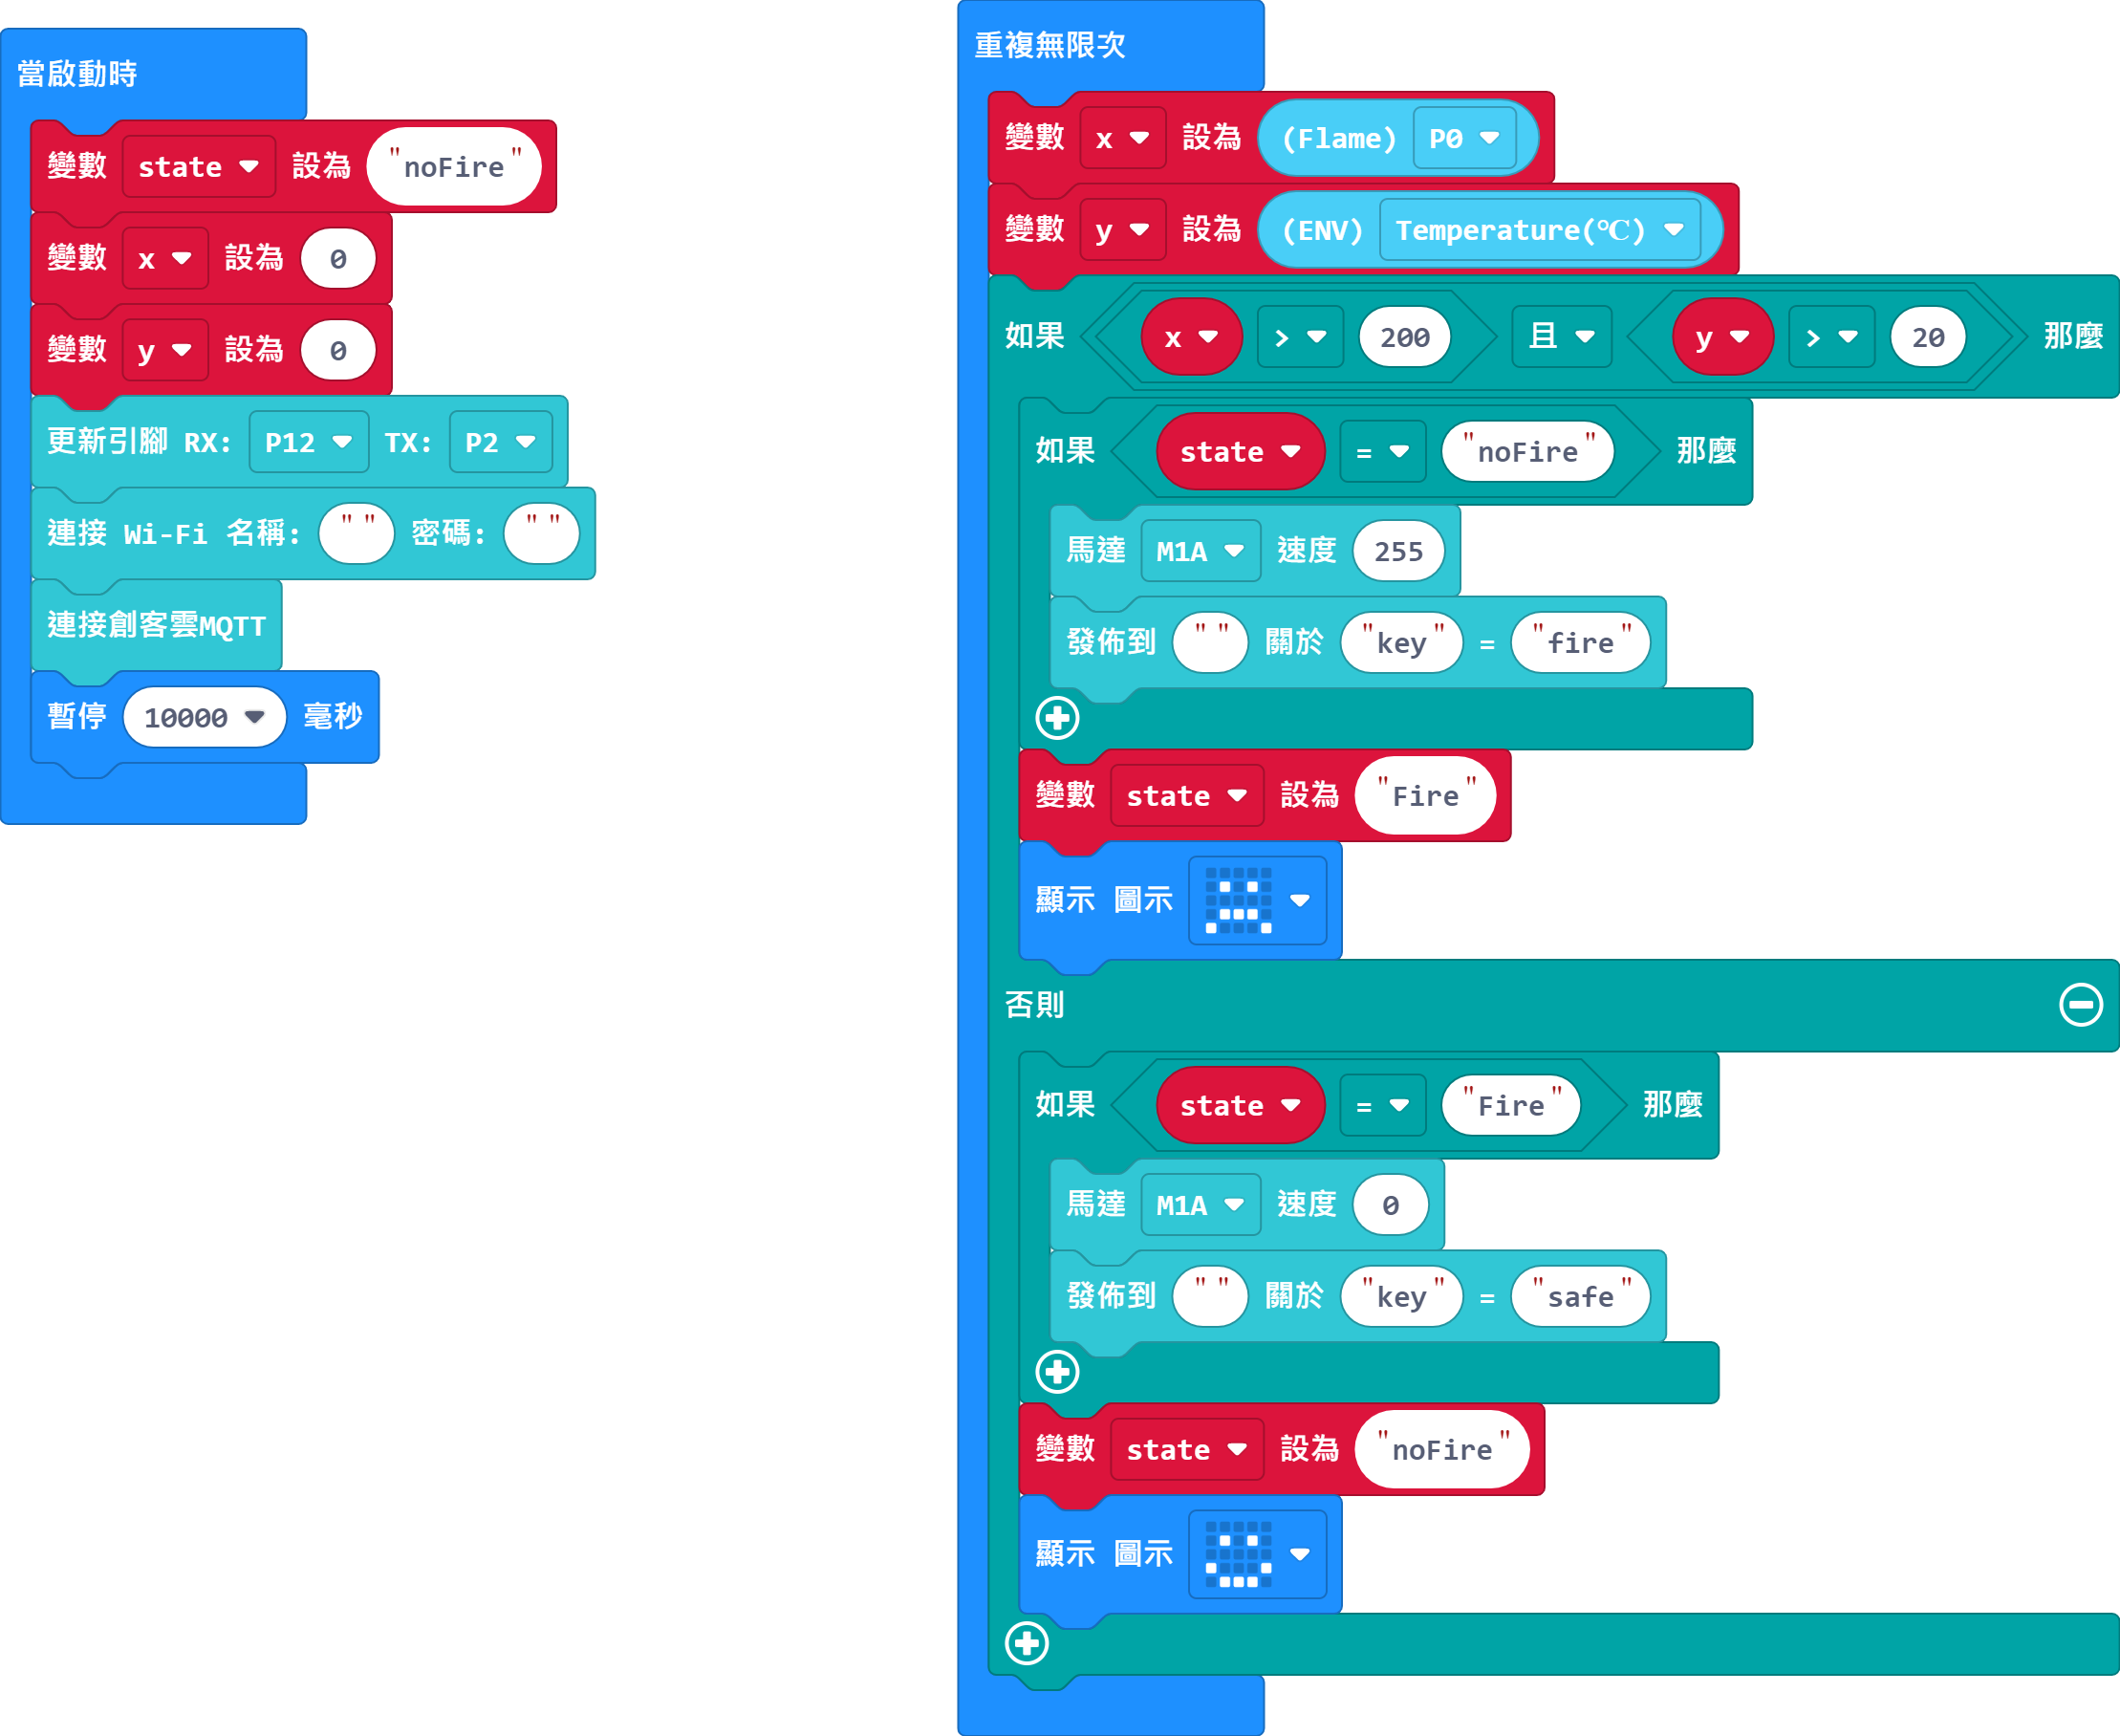 當啟動時
變數 state 設為 "noFire"
變數 x 設為 0
變數 y 設為 0
更新引腳 RX: P12 TX: P2
連接 Wi-Fi 名稱: "" 密碼: ""
連接創客雲MQTT
暫停 10000 毫秒
重複無限次
變數 x 設為 (Flame) P0
變數 y 設為 (ENV) Temperature(℃)
如果 x > 200 且 y > 20 那麼
如果 state = "noFire" 那麼
馬達 M1A 速度 255
發佈到 "" 關於 "key" = "fire"
變數 state 設為 "Fire"
顯示 圖示
否則
如果 state = "Fire" 那麼
馬達 M1A 速度 0
發佈到 "" 關於 "key" = "safe"
變數 state 設為 "noFire"
顯示 圖示